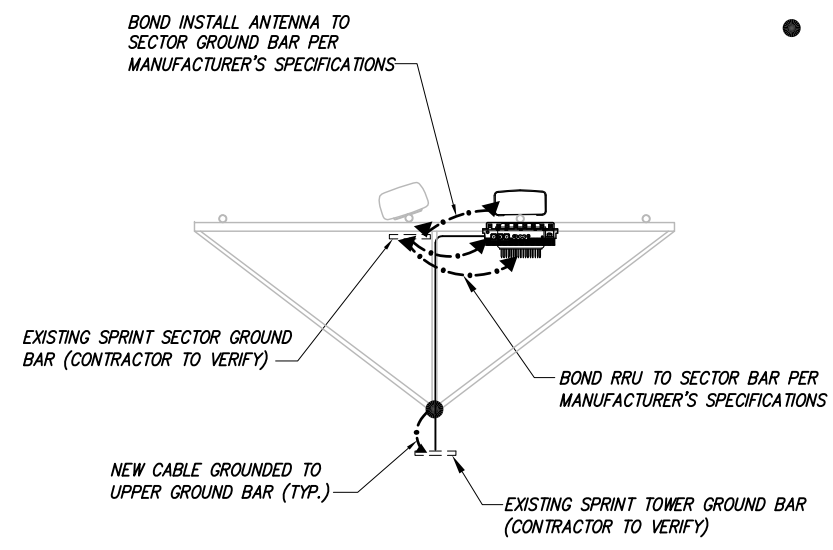 BOND INSTALL ANTENNA TO
SECTOR GROUND BAR PER
MANUFACTURER'S SPECIFICATIONS
EXISTING SPRINT SECTOR GROUND
BAR (CONTRACTOR TO VERIFY)
BOND RRU TO SECTOR BAR PER
MANUFACTURER'S SPECIFICATIONS
NEW CABLE GROUNDED TO
UPPER GROUND BAR (TYP.)
EXISTING SPRINT TOWER GROUND BAR
(CONTRACTOR TO VERIFY)